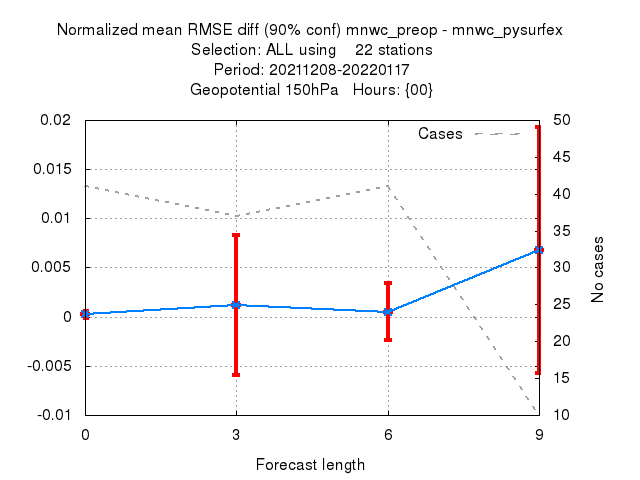 Normalized mean RMSE diff (90% conf) mnwc_preop - mnwc_pysurfex
Selection: ALL using    22 stations
Period: 20211208-20220117
Geopotential 150hPa   Hours: {00}
Cases
0.02
0.015
0.01
0.005
0
-0.005
-0.01
50
45
40
35
30
25
20
15
10
No cases
0
3
6
9
Forecast length